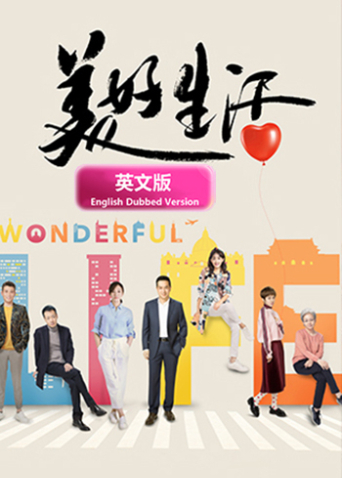 美好生活
英文版
English Dubbed Version
WONDERFUL
LIFE